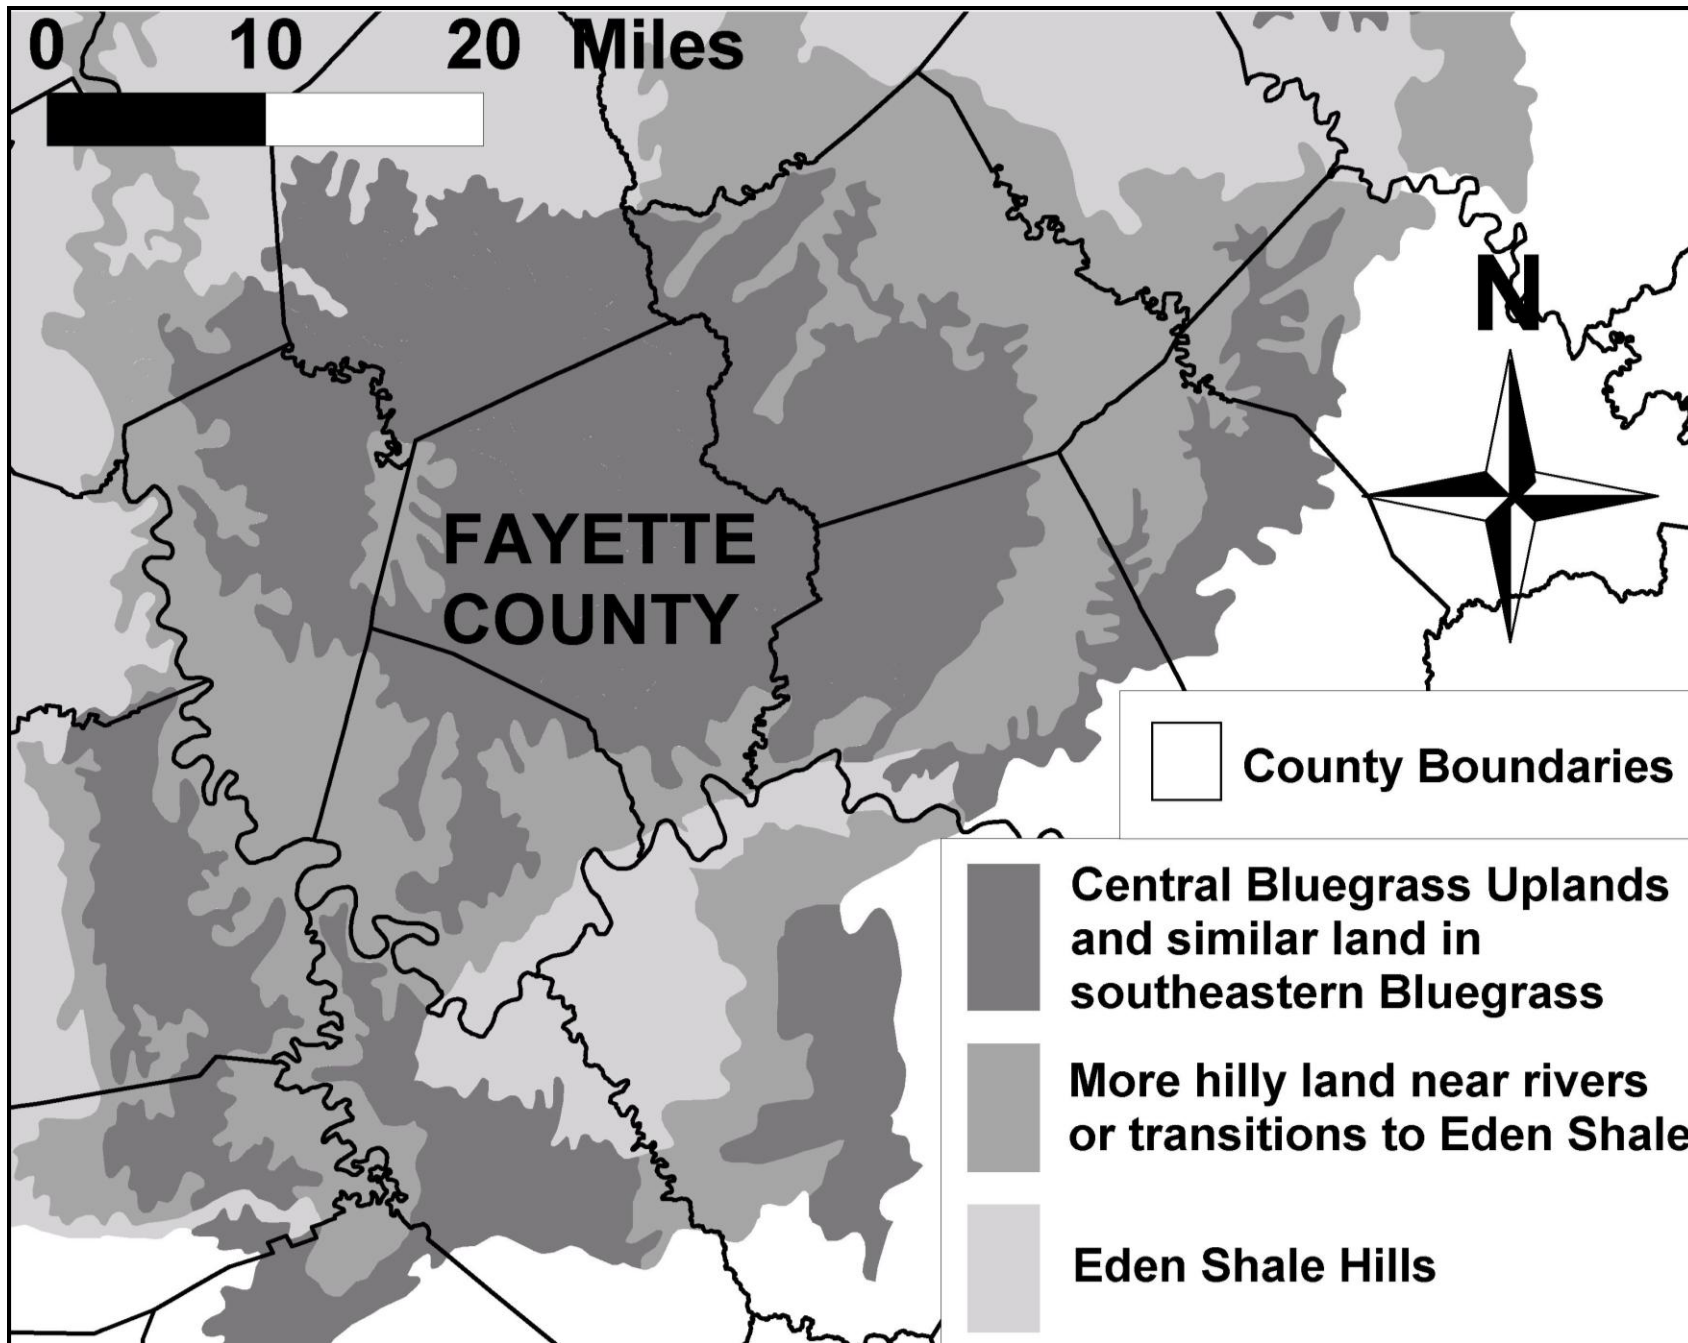 0 10 20 Miles
N
FAYETTE
COUNTY
County Boundaries
Central Bluegrass Uplands
and similar land in
southeastern Bluegrass
More hilly land near rivers
or transitions to Eden Shale
Eden Shale Hills